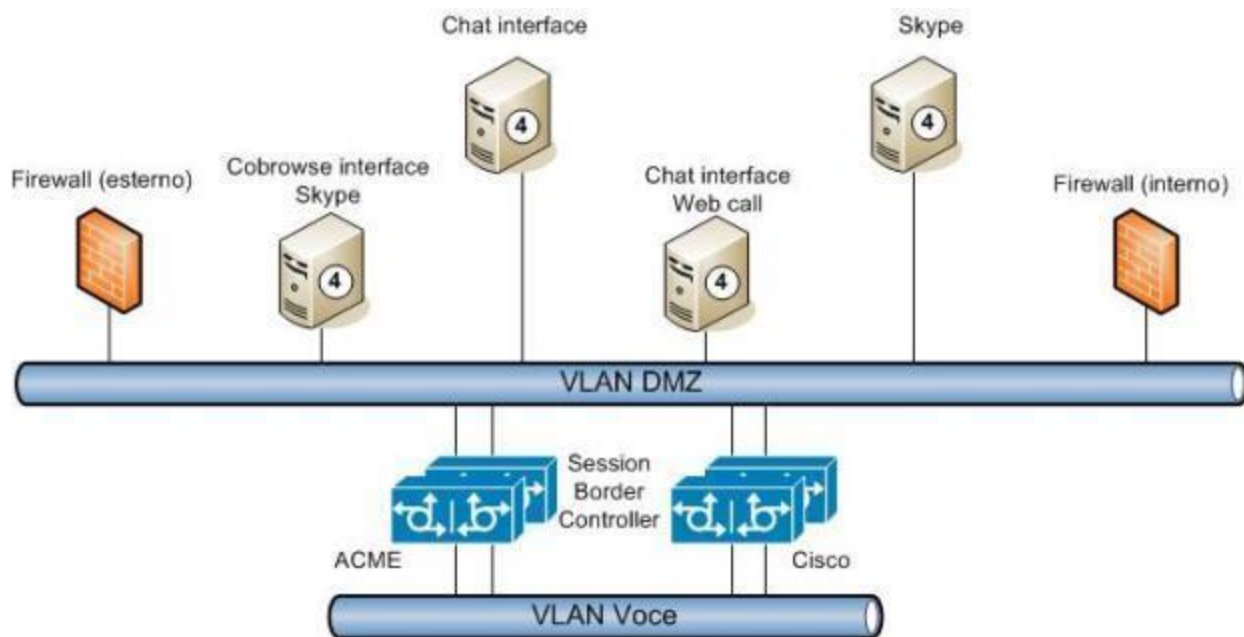 Chat interface
Skype
4
4
Firewall (esterno)
Cobrowse interface
Skype
Chat interface
Web call
Firewall (interno)
4
4
VLAN DMZ
Session
Border
Controller
ACME
Cisco
VLAN Voce